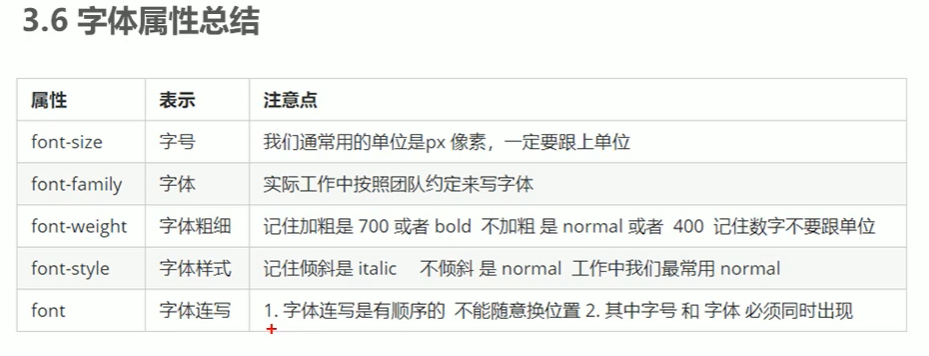 3.6 字体属性总结
属性 表示 注意点
font-size 字号 我们通常用的单位是px 像素，一定要跟上单位
font-family 字体 实际工作中按照团队约定来写字体
font-weight 字体粗细 记住加粗是 700 或者 bold 不加粗 是 normal 或者 400 记住数字不要跟单位
font-style 字体样式 记住倾斜是 italic 不倾斜 是 normal 工作中我们最常用 normal
font 字体连写 1. 字体连写是有顺序的 不能随意换位置 2. 其中字号 和 字体 必须同时出现